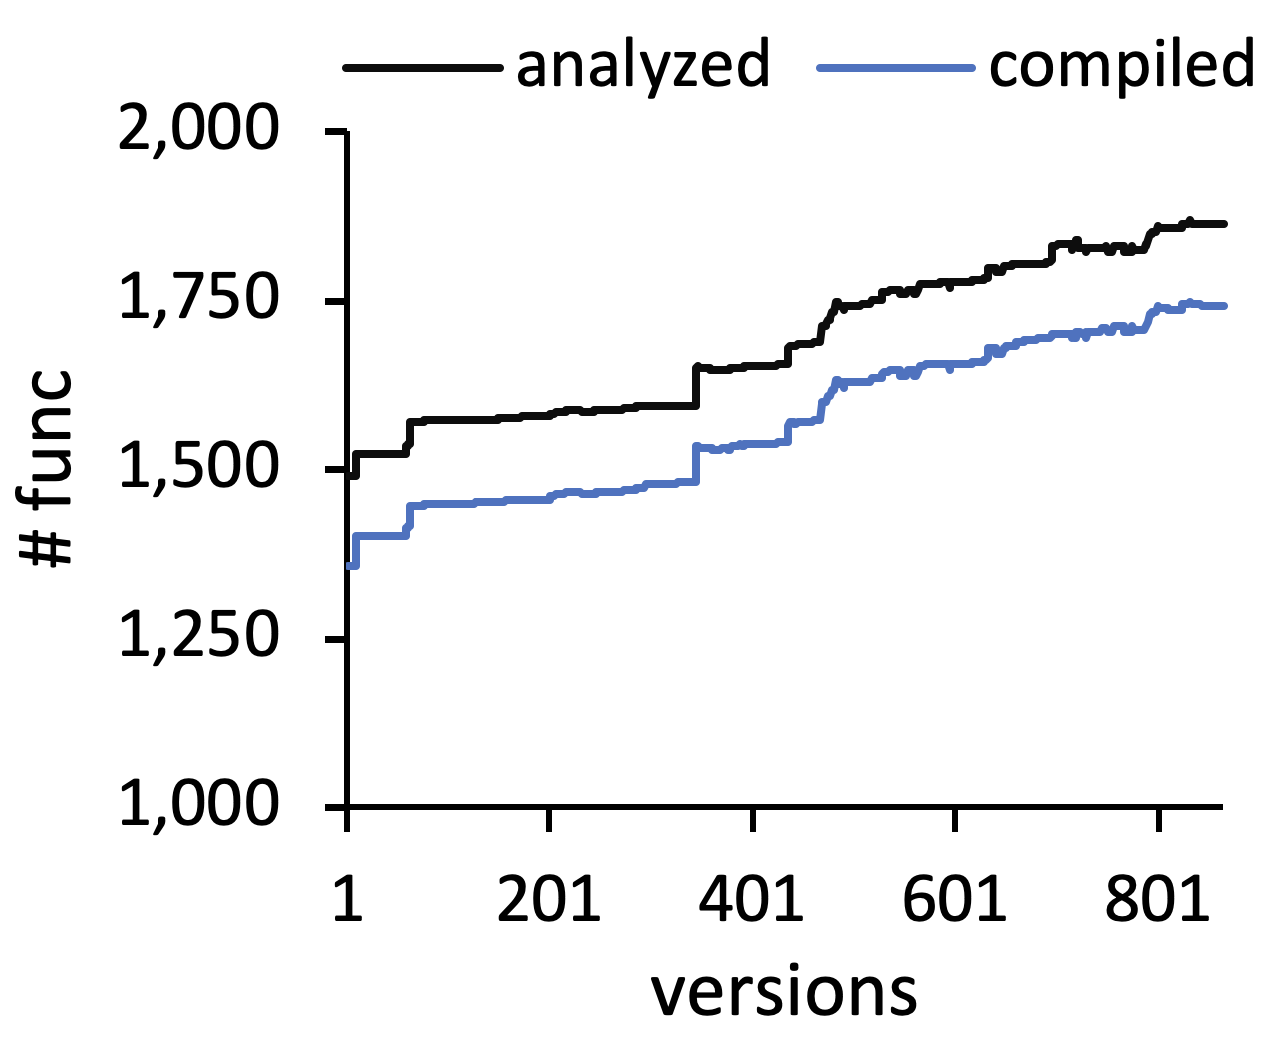 analyzed compiled
2,000
1,750
1,500
1,250
1,000
# func
1 201 401 601 801
versions